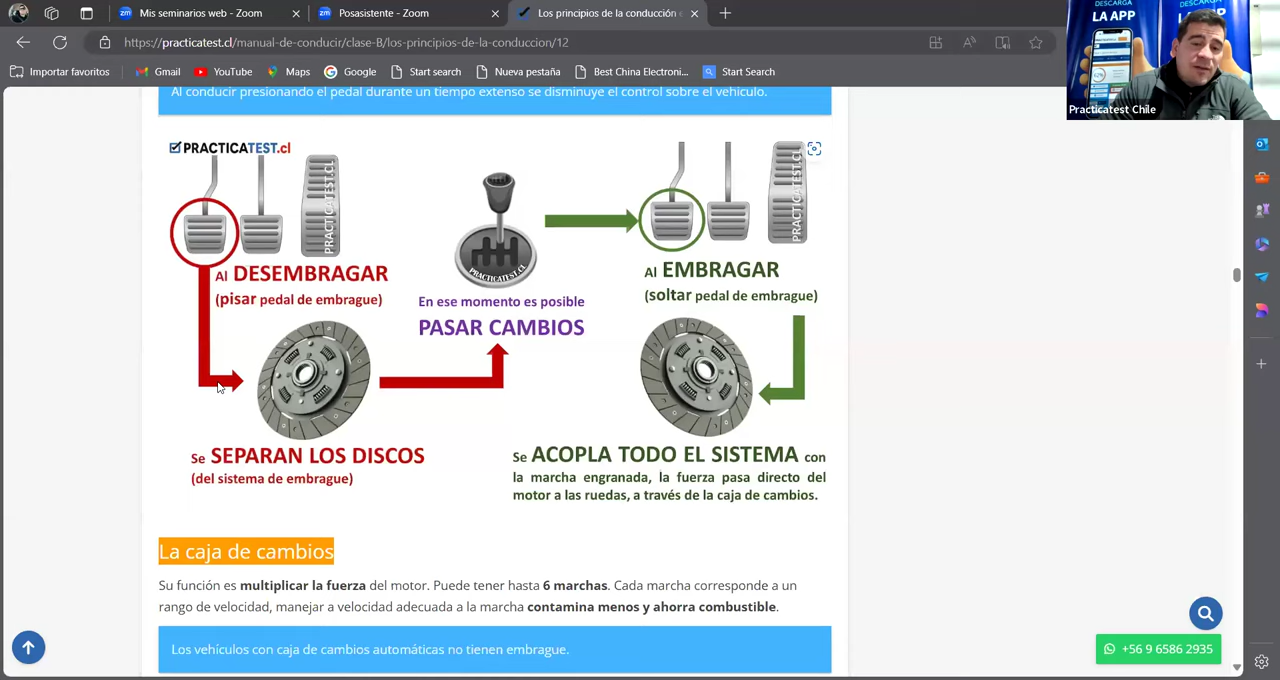 Mis seminarios web - Zoom
Posasistente - Zoom
Los principios de la conducción
https://practicatest.cl/manual-de-conducir/clase-B/los-principios-de-la-conduccion/12
Importar favoritos
Gmail
YouTube
Maps
Google
Start search
Nueva pestaña
Best China Electroni...
Start Search
DESCARGA
LA APP
Practicatest Chile
Al conducir presionando el pedal durante un tiempo extenso se disminuye el control sobre el vehículo.
PRACTICATEST.cl
PRACTICATEST.CL
PRACTICATEST.CL
PRACTICATEST.CL
Al DESEMBRAGAR
(pisar pedal de embrague)
En ese momento es posible
PASAR CAMBIOS
Al EMBRAGAR
(soltar pedal de embrague)
Se SEPARAN LOS DISCOS
(del sistema de embrague)
Se ACOPLA TODO EL SISTEMA con
la marcha engranada, la fuerza pasa directo del
motor a las ruedas, a través de la caja de cambios.
La caja de cambios
Su función es multiplicar la fuerza del motor. Puede tener hasta 6 marchas. Cada marcha corresponde a un
rango de velocidad, manejar a velocidad adecuada a la marcha contamina menos y ahorra combustible.
Los vehículos con caja de cambios automáticas no tienen embrague.
+56 9 6586 2935